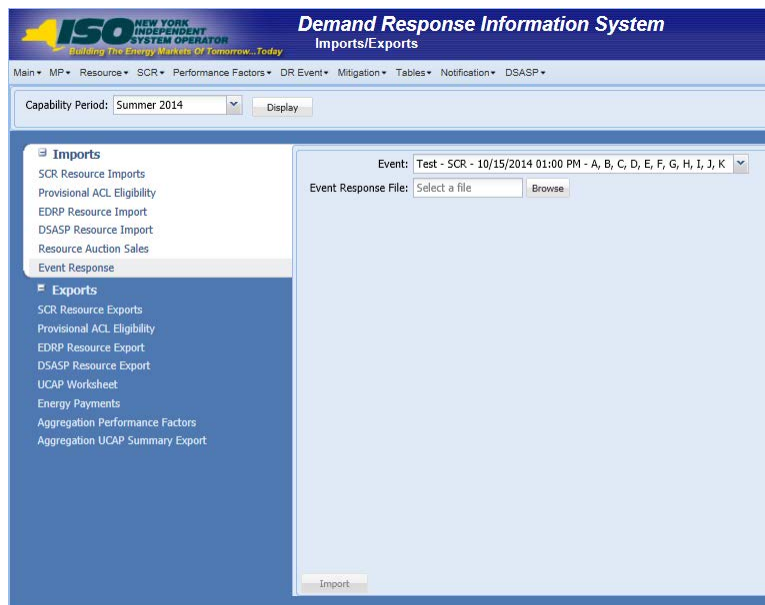 ISO NEW YORK
INDEPENDENT
SYSTEM OPERATOR
Building The Energy Markets Of Tomorrow...Today
Demand Response Information System
Imports/Exports
Main MP Resource SCR Performance Factors DR Event Mitigation Tables Notification DSASP
Capability Period: Summer 2014 Display
Imports
SCR Resource Imports
Provisional ACL Eligibility
EDRP Resource Import
DSASP Resource Import
Resource Auction Sales
Event Response
Exports
SCR Resource Exports
Provisional ACL Eligibility
EDRP Resource Export
DSASP Resource Export
UCAP Worksheet
Energy Payments
Aggregation Performance Factors
Aggregation UCAP Summary Export
Event: Test - SCR - 10/15/2014 01:00 PM - A, B, C, D, E, F, G, H, I, J, K
Event Response File: Select a file Browse
Import